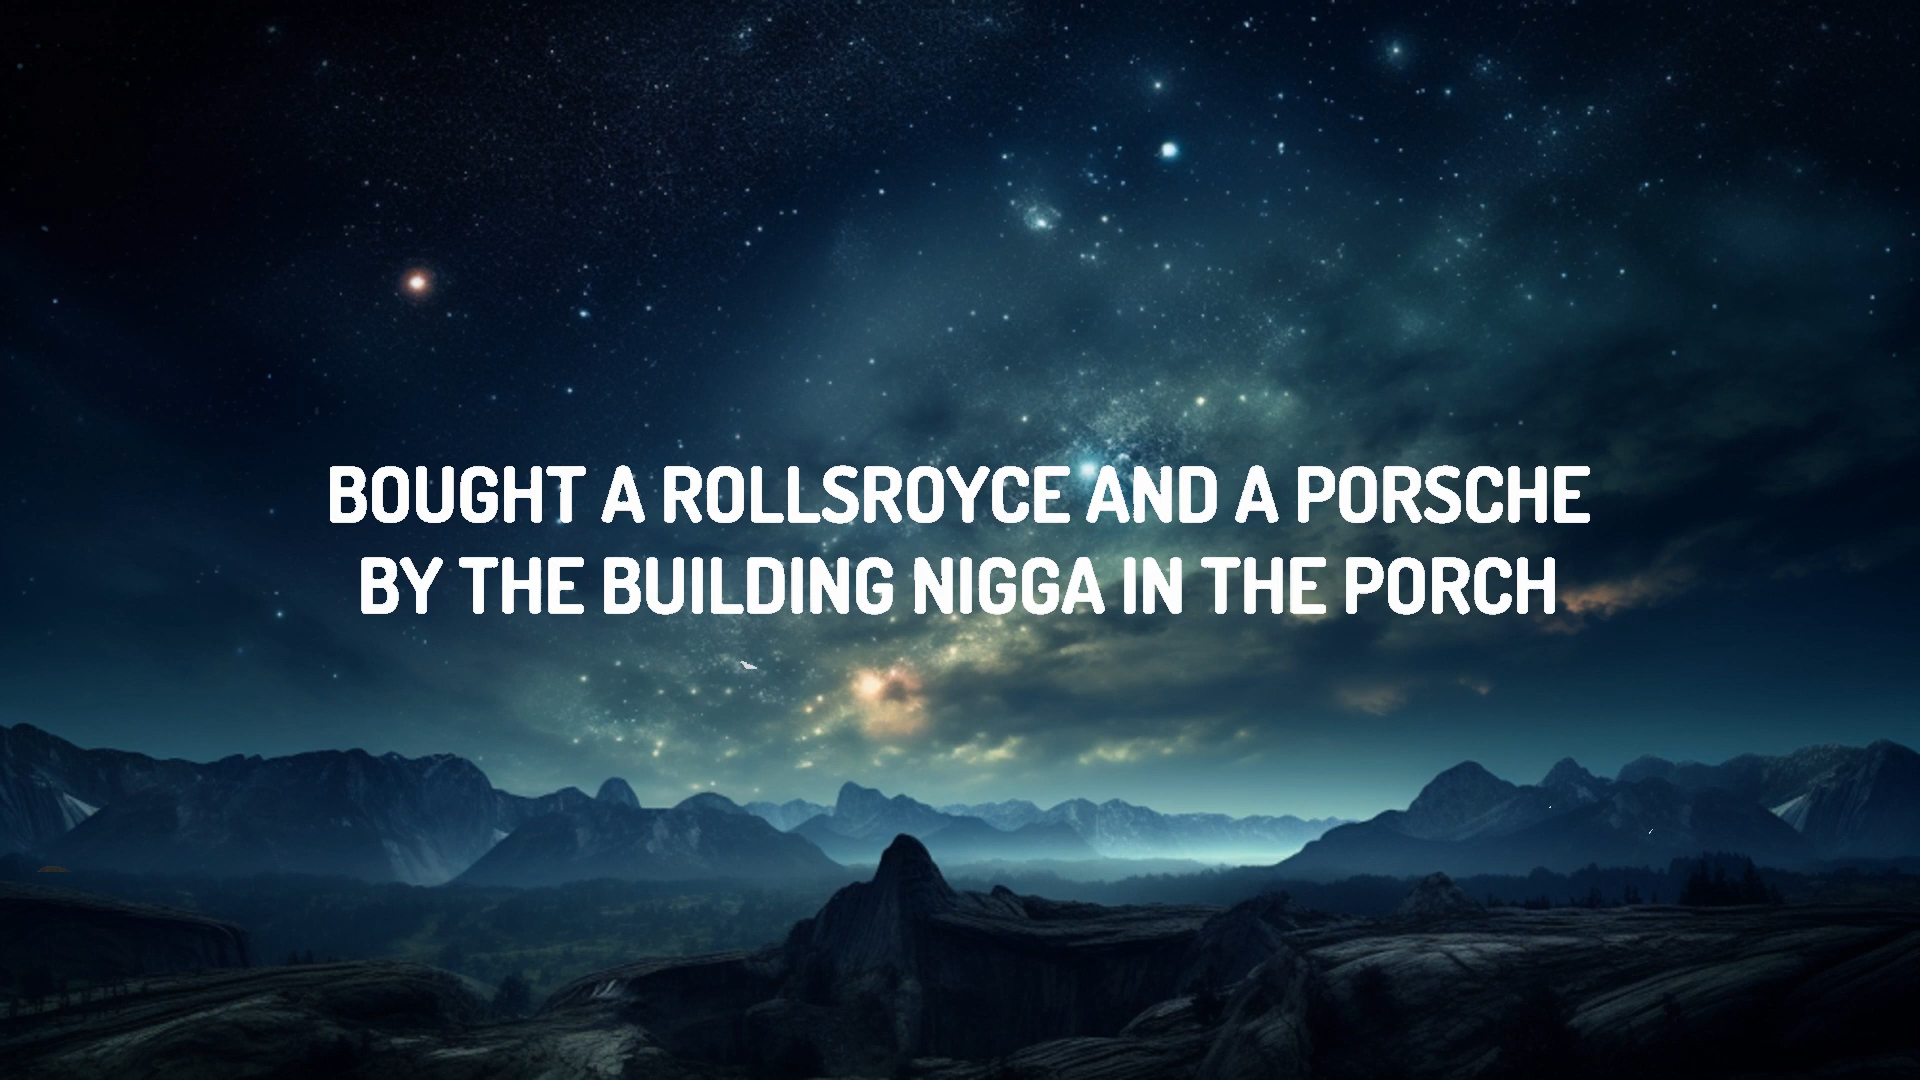 BOUGHT A ROLLSROYCE AND A PORSCHE
BY THE BUILDING NIGGA IN THE PORCH